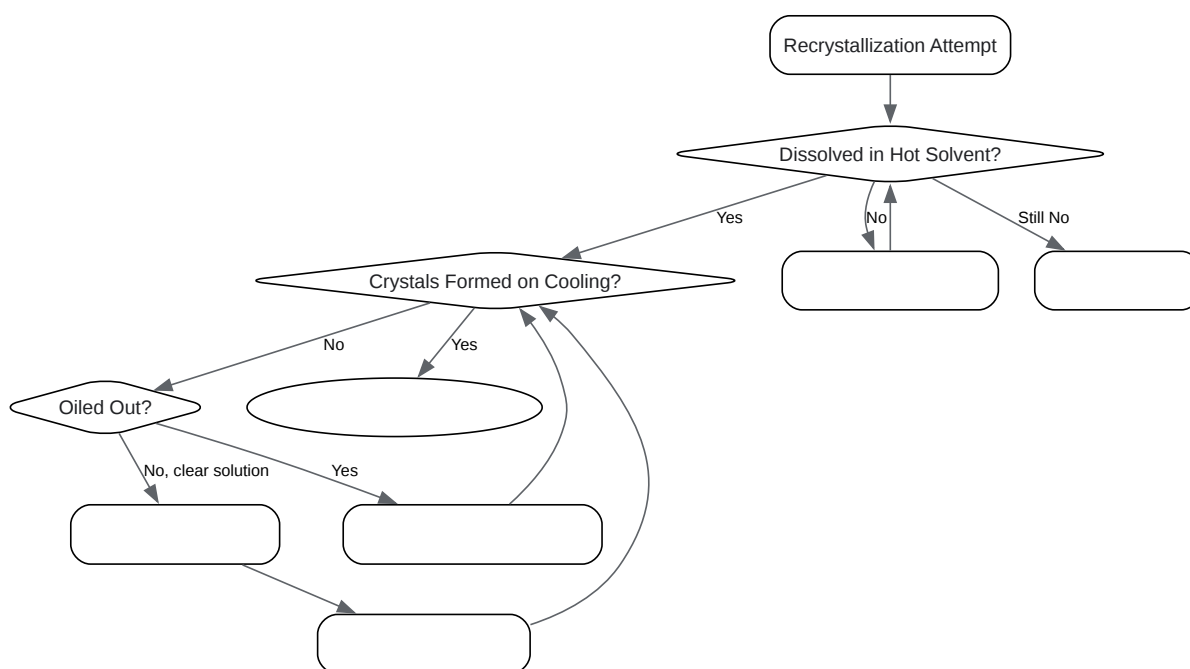 Recrystallization Attempt
Dissolved in Hot Solvent?
Yes
No
Still No
Crystals Formed on Cooling?
No
Yes
Oiled Out?
No, clear solution
Yes